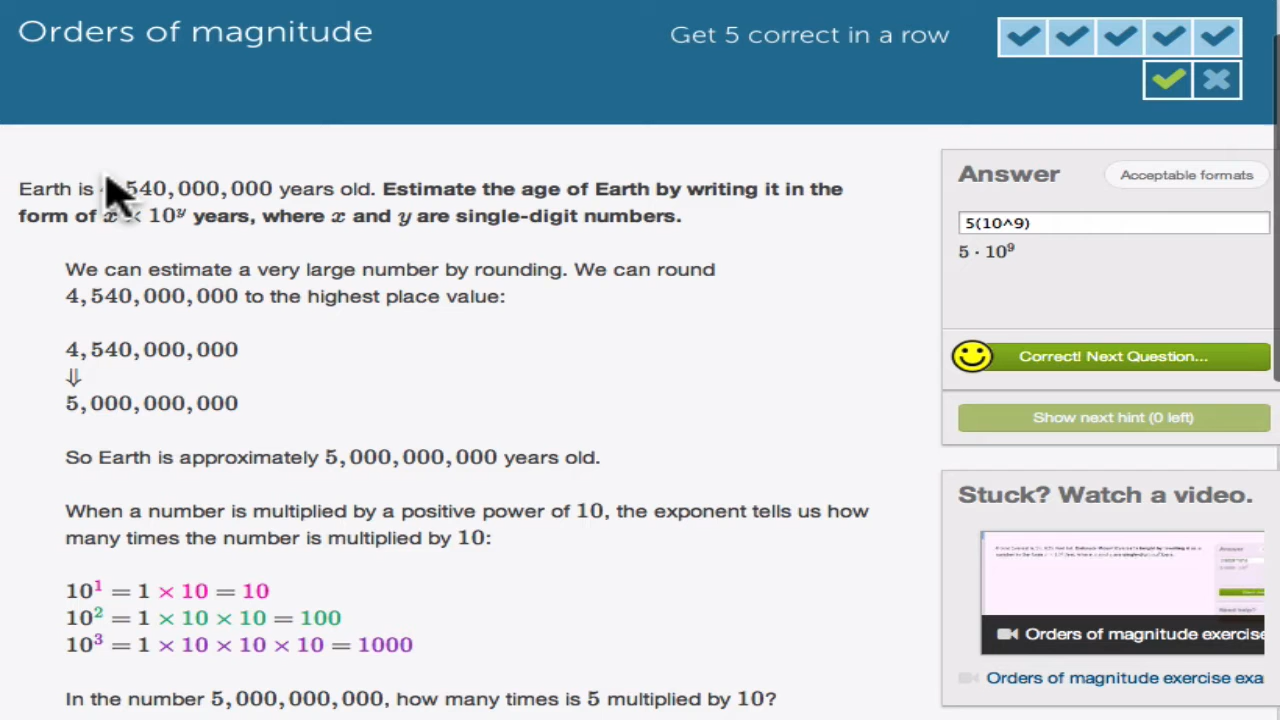 Orders of magnitude
Get 5 correct in a row
Earth is 540,000,000 years old. Estimate the age of Earth by writing it in the
form of x × 10^y years, where x and y are single-digit numbers.
We can estimate a very large number by rounding. We can round
4,540,000,000 to the highest place value:
4,540,000,000
⇓
5,000,000,000
So Earth is approximately 5,000,000,000 years old.
When a number is multiplied by a positive power of 10, the exponent tells us how
many times the number is multiplied by 10:
10^1 = 1 × 10 = 10
10^2 = 1 × 10 × 10 = 100
10^3 = 1 × 10 × 10 × 10 = 1000
In the number 5,000,000,000, how many times is 5 multiplied by 10?
Answer
Acceptable formats
5(10^9)
5 · 10^9
Correct! Next Question...
Show next hint (0 left)
Stuck? Watch a video.
Orders of magnitude exercise
Orders of magnitude exercise exa